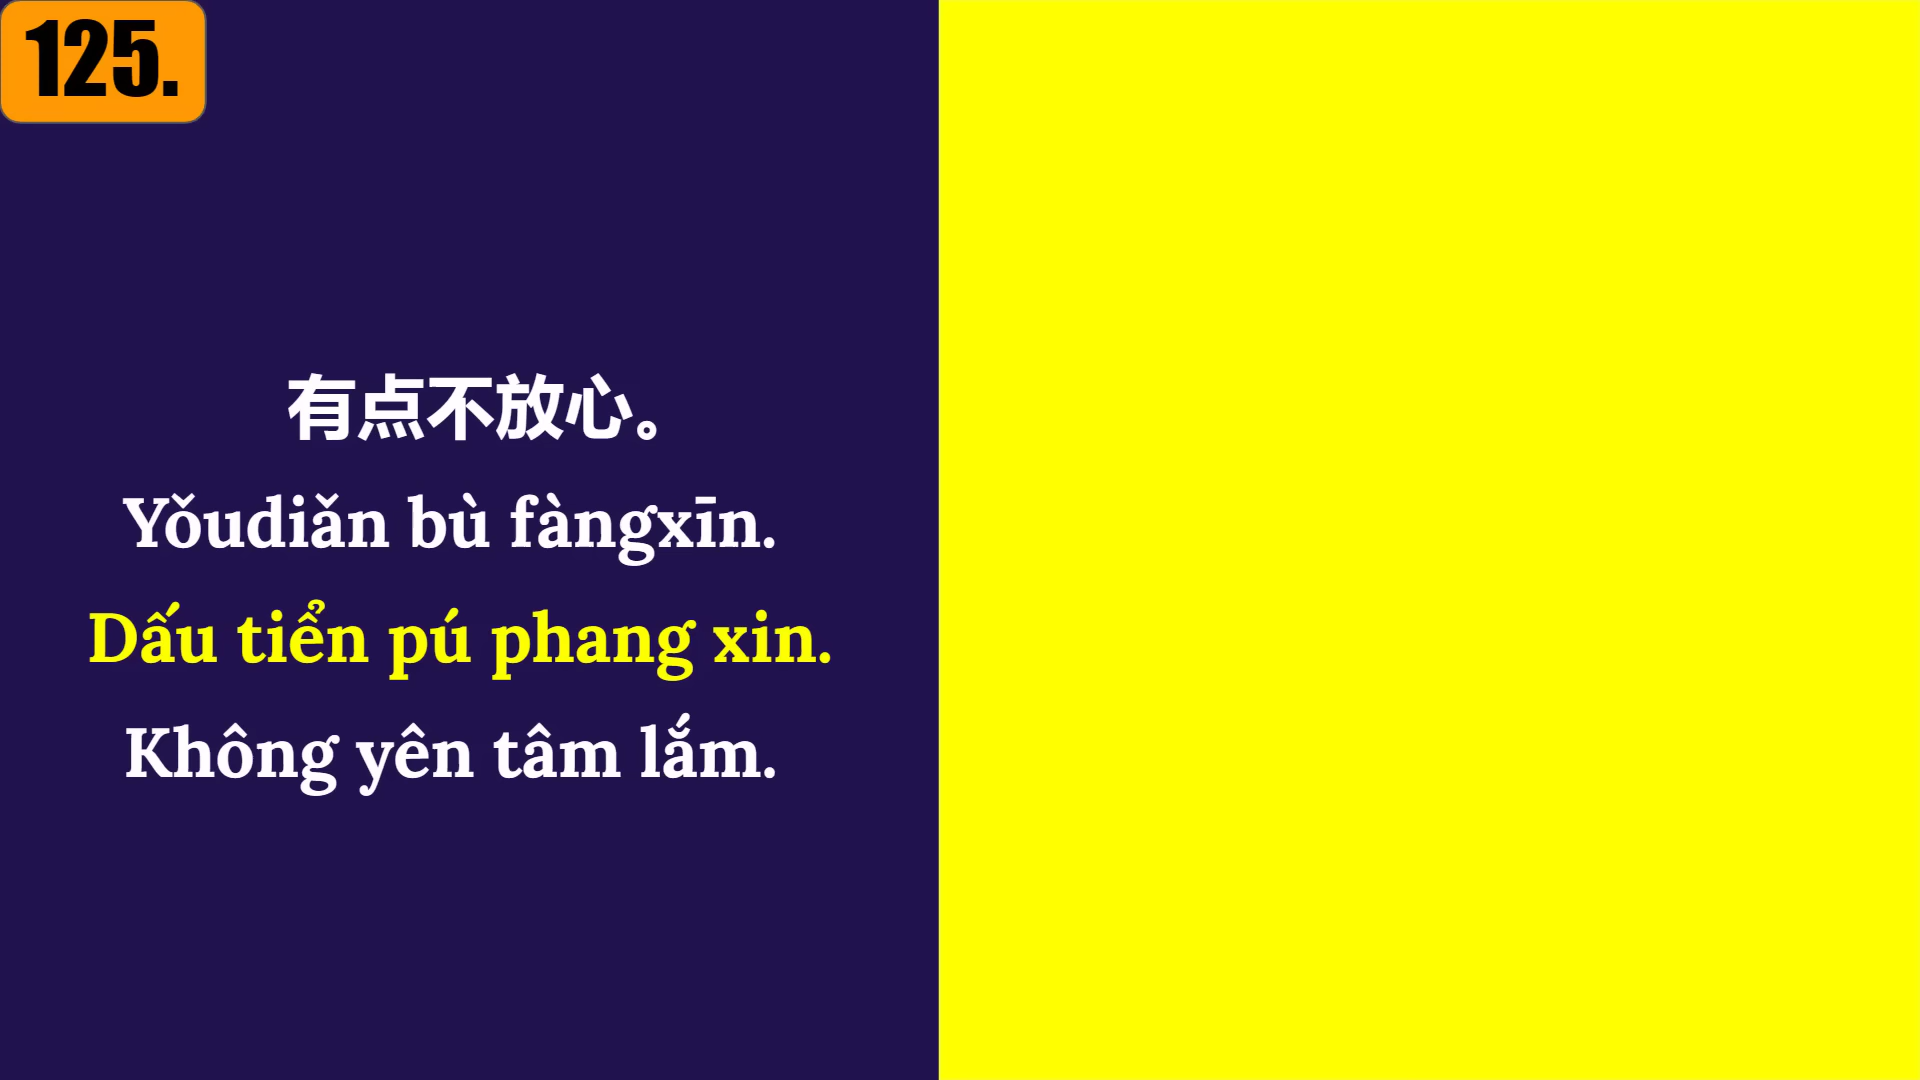 125.
有点不放心。
Yǒudiǎn bù fàngxīn.
Dấu tiển pú phang xin.
Không yên tâm lắm.